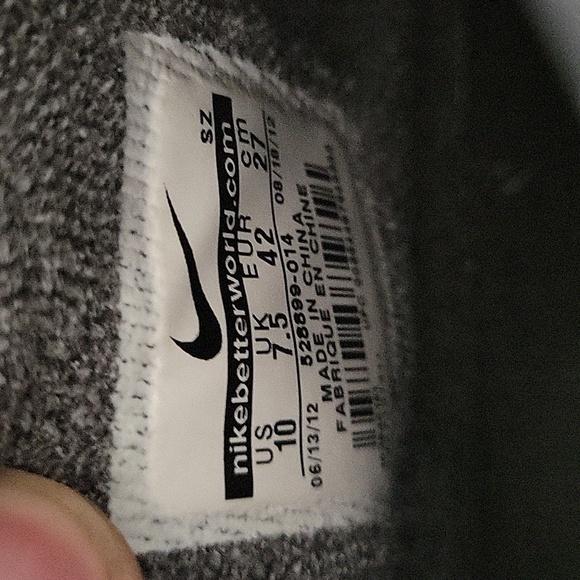 SZ
nikebetterworld.com
US UK EUR cm
10 7.5 42 27
06/13/12 08/18/12
528899-014
MADE IN CHINA
FABRIQUE EN CHINE